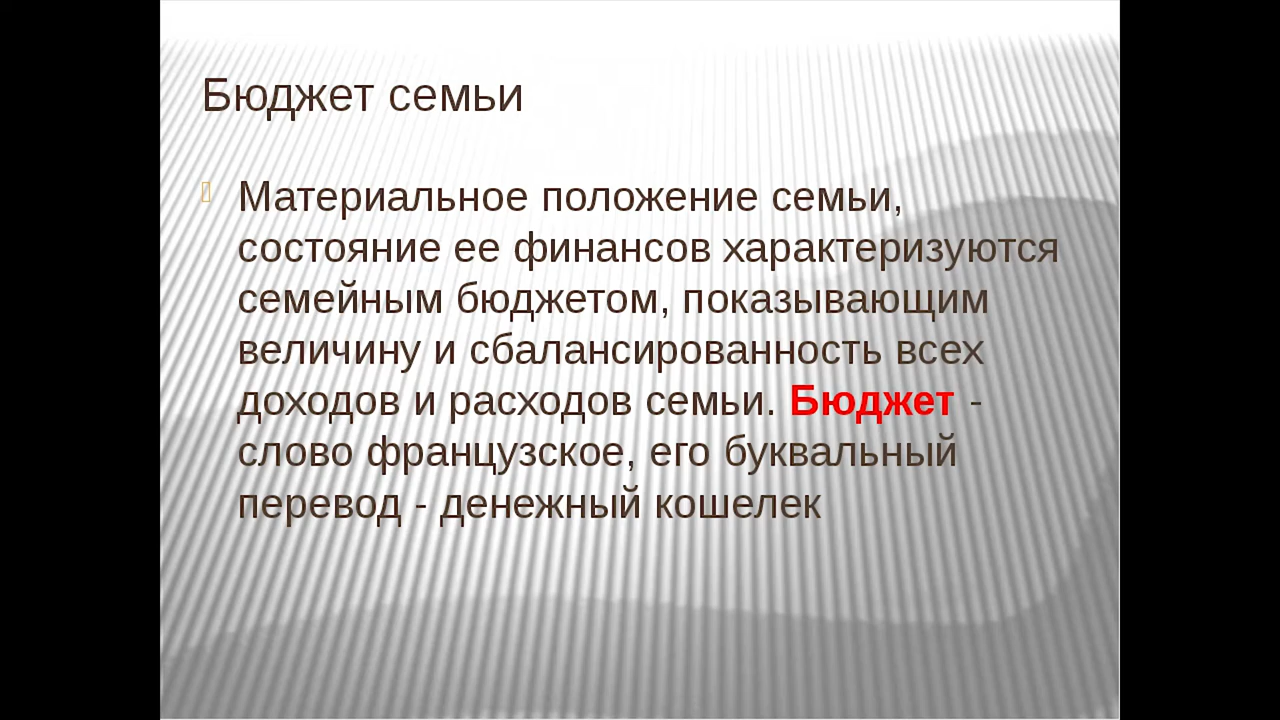 Бюджет семьи
Материальное положение семьи,
состояние ее финансов характеризуются
семейным бюджетом, показывающим
величину и сбалансированность всех
доходов и расходов семьи. Бюджет -
слово французское, его буквальный
перевод - денежный кошелек